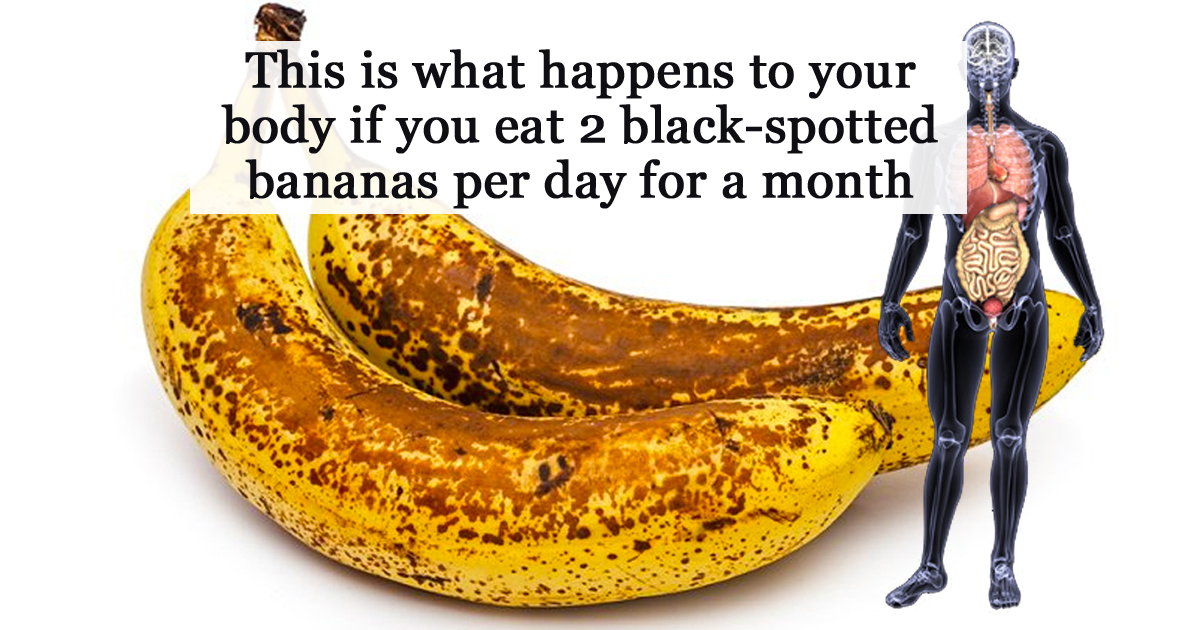 This is what happens to your
body if you eat 2 black-spotted
bananas per day for a month